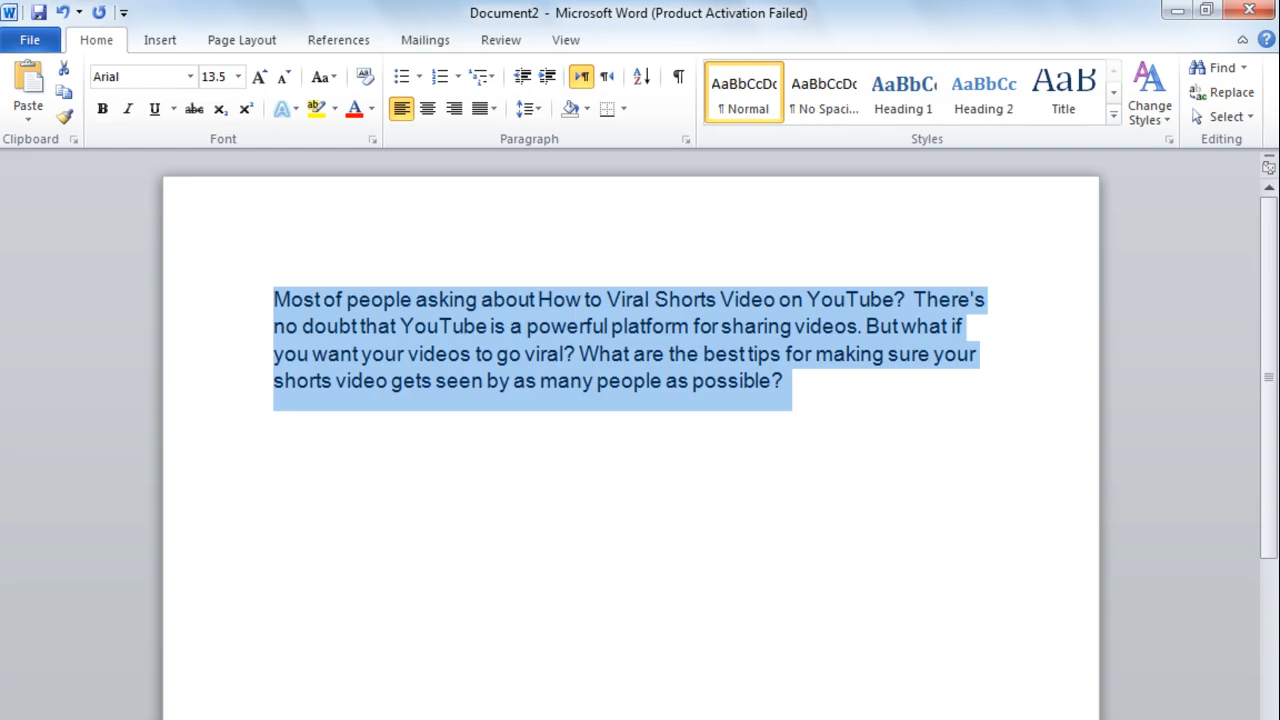 Document2 - Microsoft Word (Product Activation Failed)
File Home Insert Page Layout References Mailings Review View
Paste
Clipboard
Arial 13.5
Font
Paragraph
AaBbCcDc AaBbCcDc AaBbC AaBbCc AaB
¶ Normal ¶ No Spaci... Heading 1 Heading 2 Title
Change Styles
Styles
Find
Replace
Select
Editing
Most of people asking about How to Viral Shorts Video on YouTube? There's
no doubt that YouTube is a powerful platform for sharing videos. But what if
you want your videos to go viral? What are the best tips for making sure your
shorts video gets seen by as many people as possible?